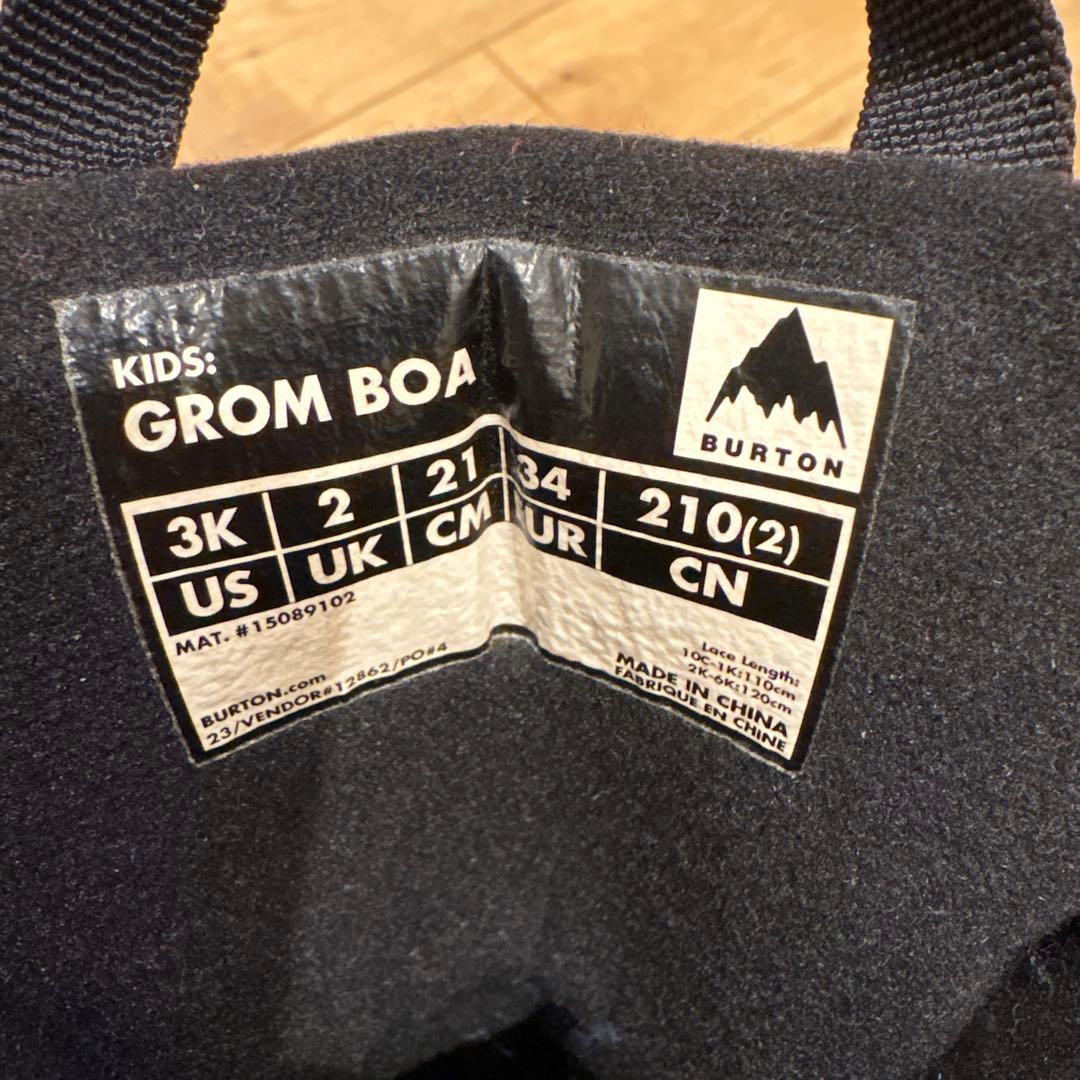 KIDS:
GROM BOA
BURTON
3K 2 21 34 210(2)
US UK CM EUR CN
MAT. #15089102
Lace Length:
10C-1K:110cm
2K-6K:120cm
BURTON.com
23/VENDOR#12862/PO#4
MADE IN CHINA
FABRIQUE EN CHINE